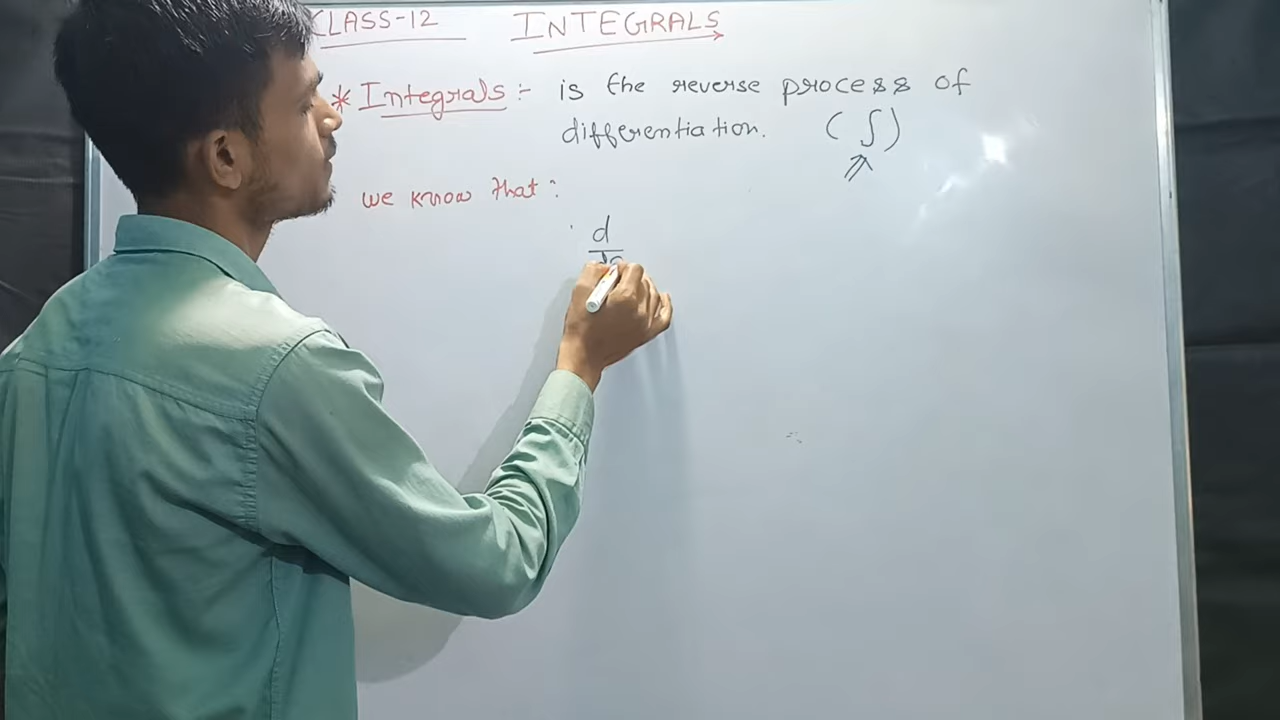 CLASS-12 INTEGRALS
* Integrals :- is the reverse process of
differentiation. ( ∫ )
we know that :
d